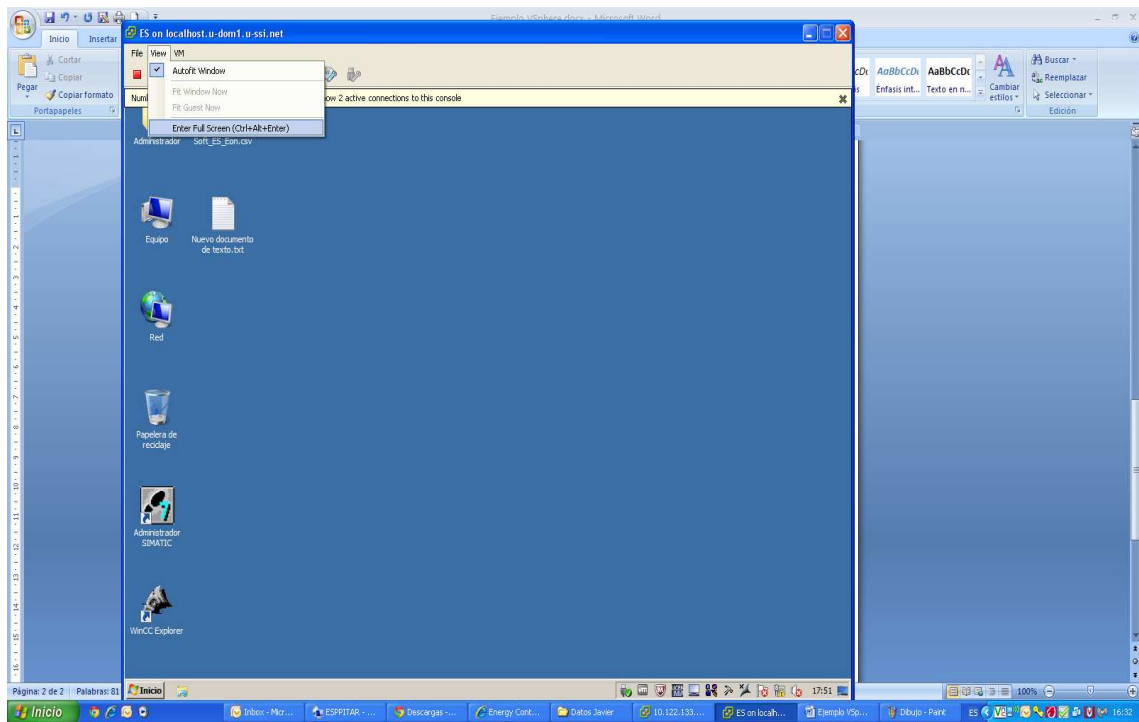 Ejemplo VSphere.docx - Microsoft Word
Inicio Insertar
Cortar
Copiar
Pegar
Copiar formato
Portapapeles
AaBbCcDc AaBbCcDc
Énfasis int... Texto en n...
Cambiar
estilos
Buscar
Reemplazar
Seleccionar
Edición
ES on localhost.u-dom1.u-ssi.net
File View VM
Autofit Window
Fit Window Now
Fit Guest Now
Enter Full Screen (Ctrl+Alt+Enter)
2 active connections to this console
Administrador Soft_ES_Eon.csv
Equipo
Nuevo documento
de texto.txt
Red
Papelera de
reciclaje
Administrador
SIMATIC
WinCC Explorer
Inicio 17:51
Página: 2 de 2 Palabras: 81 100%
Inicio Inbox - Micr... ESPPITAR - ... Descargas -... Energy Cont... Datos Javier 10.122.133.... ES on localh... Ejemplo VSp... Dibujo - Paint ES 16:32